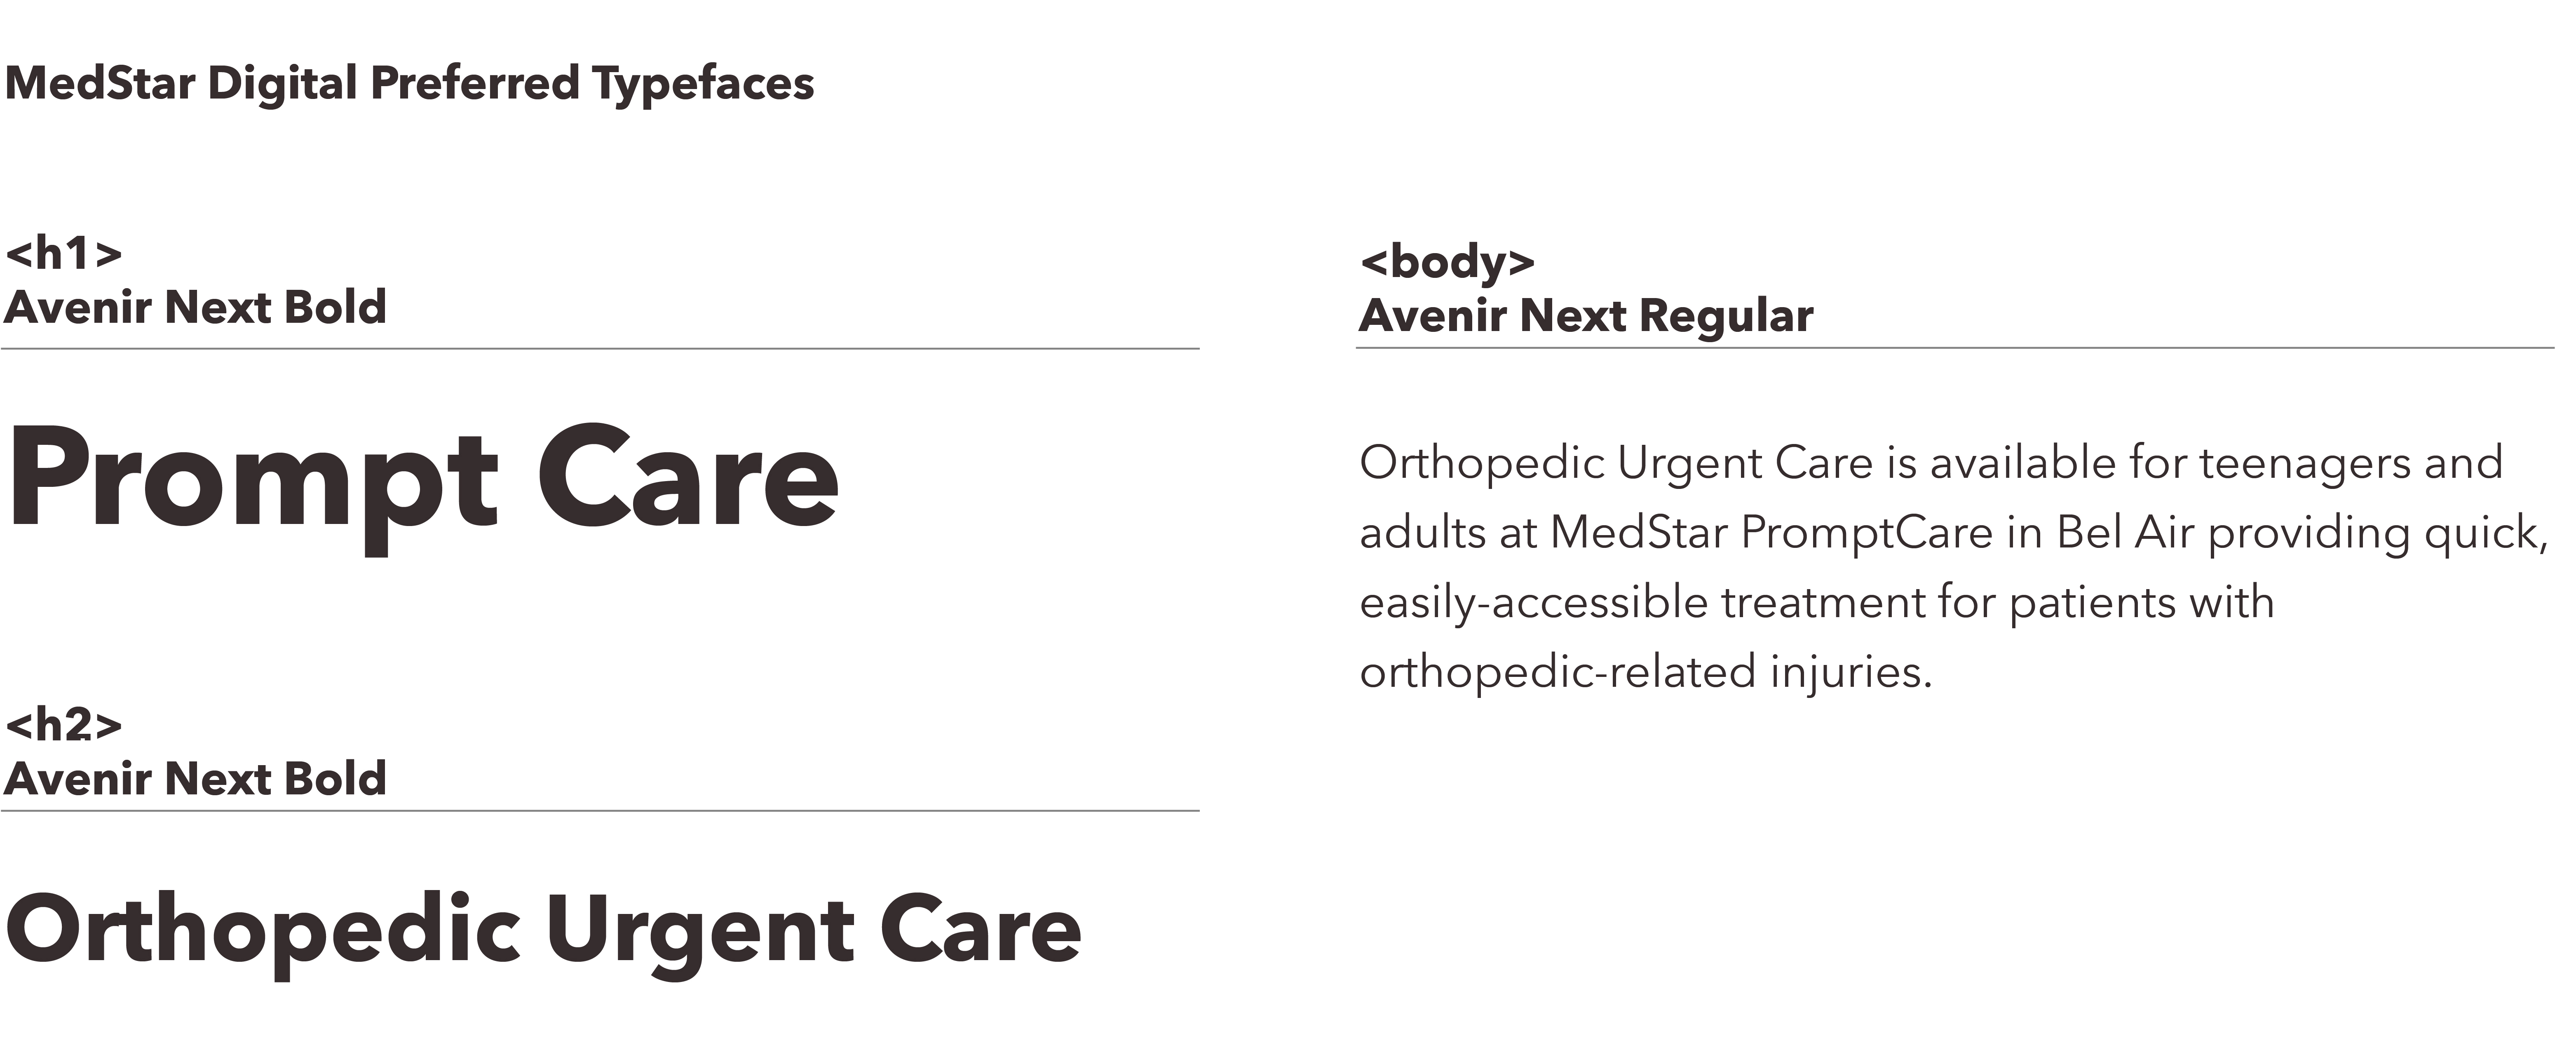 MedStar Digital Preferred Typefaces
<h1>
Avenir Next Bold
Prompt Care
<h2>
Avenir Next Bold
Orthopedic Urgent Care
<body>
Avenir Next Regular
Orthopedic Urgent Care is available for teenagers and
adults at MedStar PromptCare in Bel Air providing quick,
easily-accessible treatment for patients with
orthopedic-related injuries.